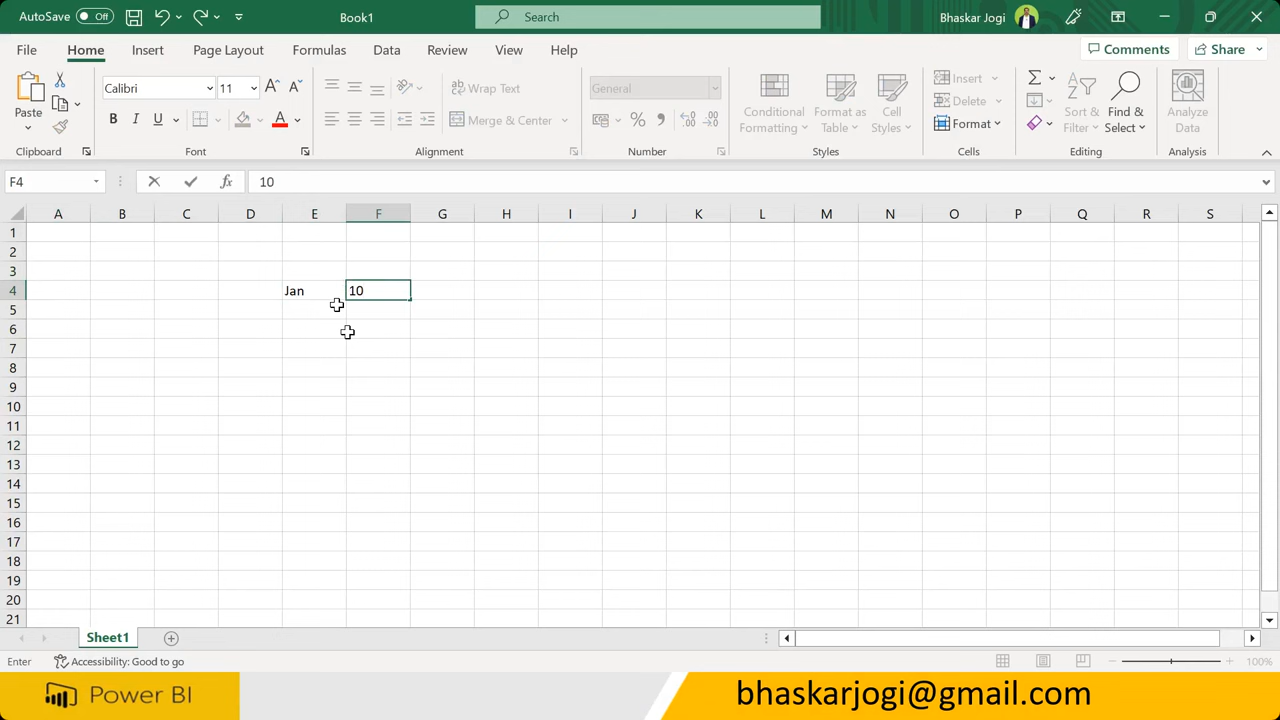 AutoSave Off Book1 Search Bhaskar Jogi
File Home Insert Page Layout Formulas Data Review View Help Comments Share
Paste Calibri 11 B I U A Wrap Text Merge & Center General % Conditional Formatting Format as Table Cell Styles Insert Delete Format Sort & Filter Find & Select Analyze Data
Clipboard Font Alignment Number Styles Cells Editing Analysis
F4 fx 10
A B C D E F G H I J K L M N O P Q R S
1
2
3
4 Jan 10
5
6
7
8
9
10
11
12
13
14
15
16
17
18
19
20
21
Sheet1
Enter Accessibility: Good to go 100%
Power BI bhaskarjogi@gmail.com